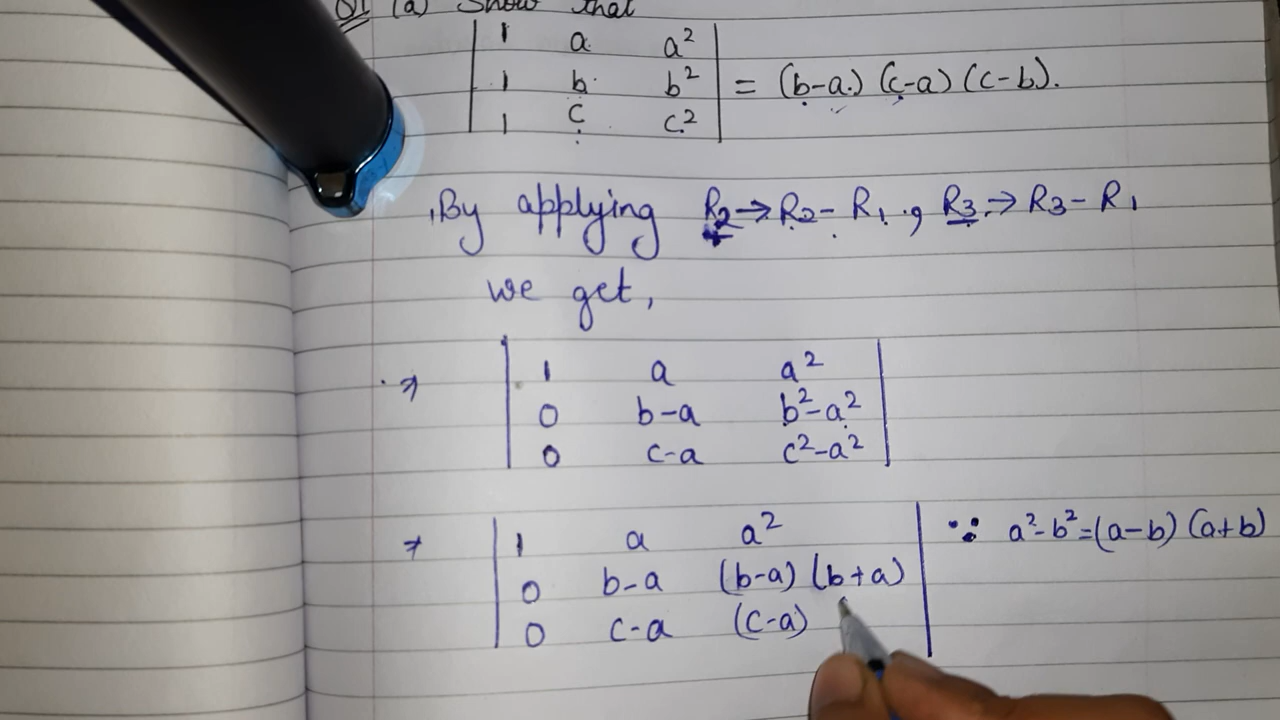 Q1 (a) Show that
| 1 a a² |
| 1 b b² | = (b-a) (c-a) (c-b).
| 1 c c² |
By applying R₂→R₂-R₁, R₃→R₃-R₁
we get,
⇒ | 1 a a² |
| 0 b-a b²-a² |
| 0 c-a c²-a² |
⇒ | 1 a a² | ∵ a²-b²=(a-b) (a+b)
| 0 b-a (b-a) (b+a) |
| 0 c-a (c-a) |